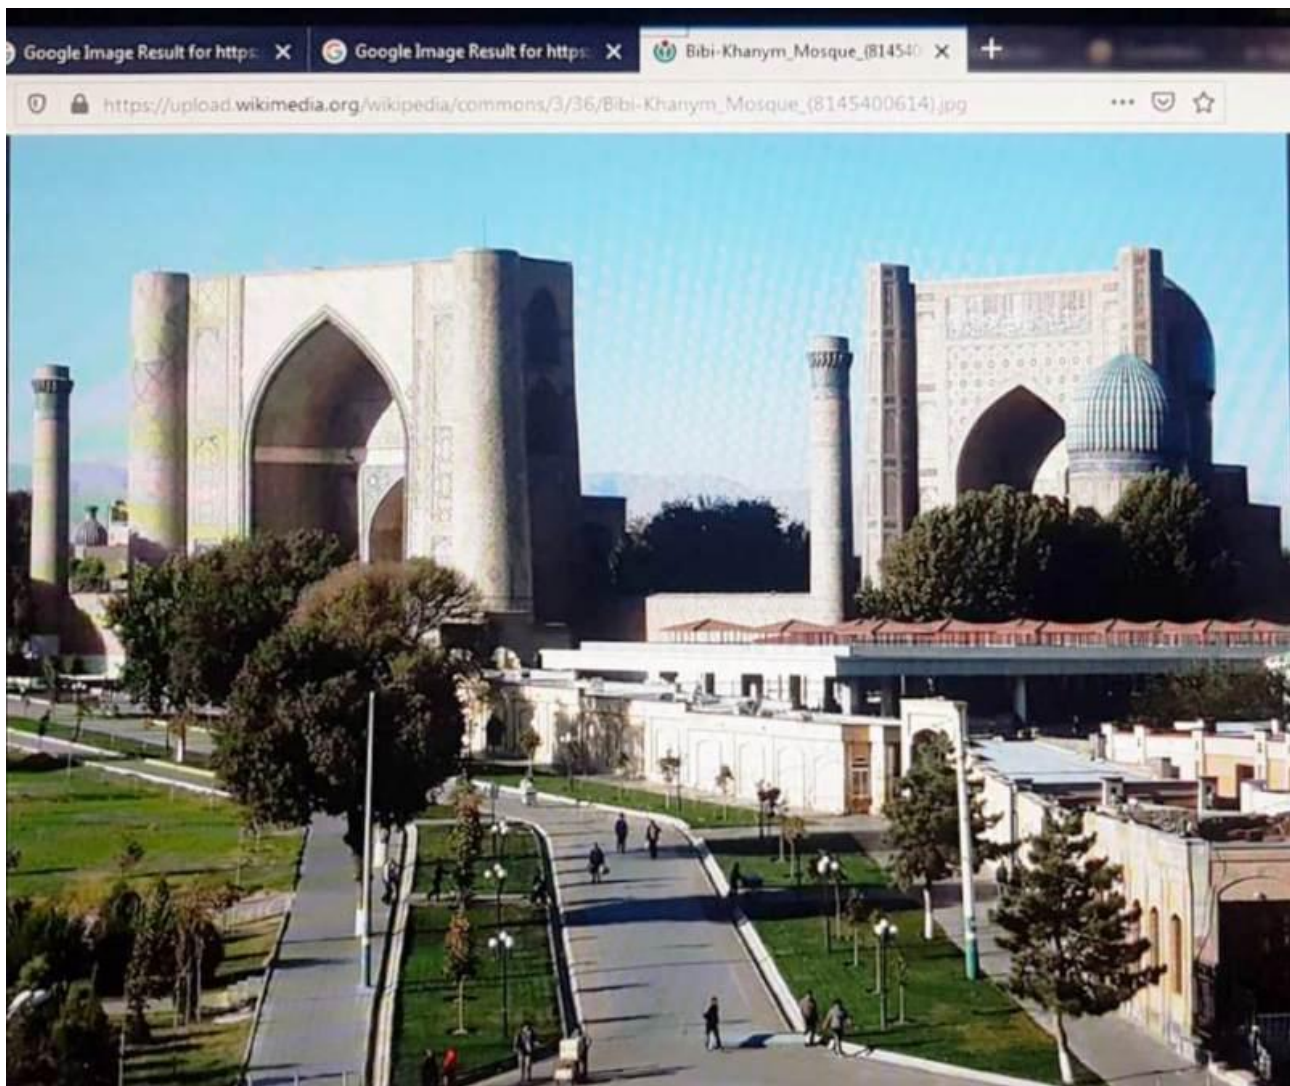 Google Image Result for https:
Google Image Result for https:
Bibi-Khanym_Mosque_(81454
https://upload.wikimedia.org/wikipedia/commons/3/36/Bibi-Khanym_Mosque_(8145400614).jpg